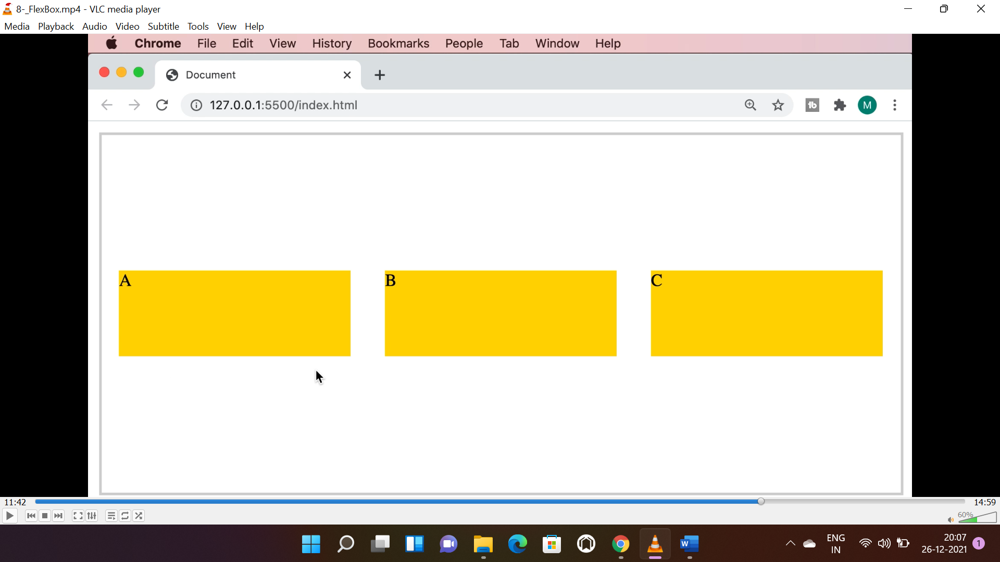 8-_FlexBox.mp4 - VLC media player
Media Playback Audio Video Subtitle Tools View Help
Chrome File Edit View History Bookmarks People Tab Window Help
Document
127.0.0.1:5500/index.html
M
A B C
11:42 14:59
60%
W
ENG
IN
20:07
26-12-2021
1